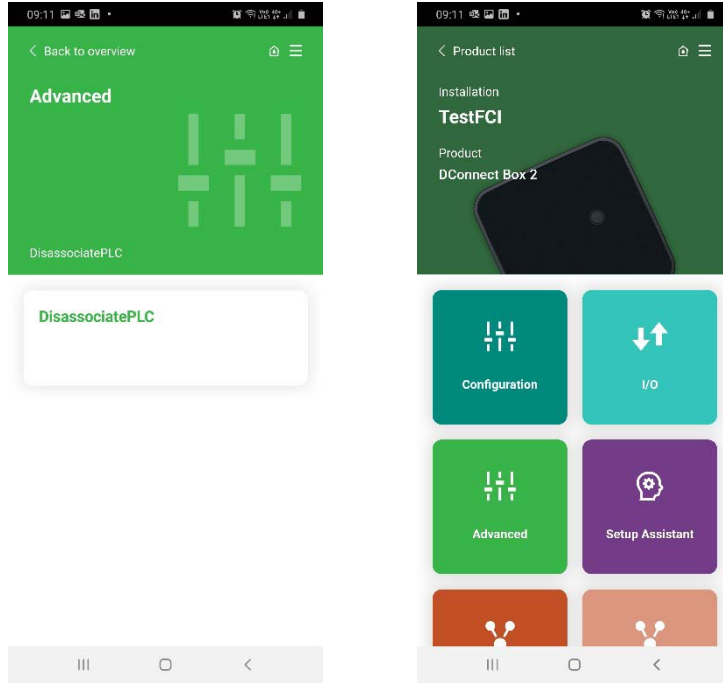 09:11
Back to overview
Advanced
DisassociatePLC
DisassociatePLC
09:11
Product list
Installation
TestFCI
Product
DConnect Box 2
Configuration
I/O
Advanced
Setup Assistant